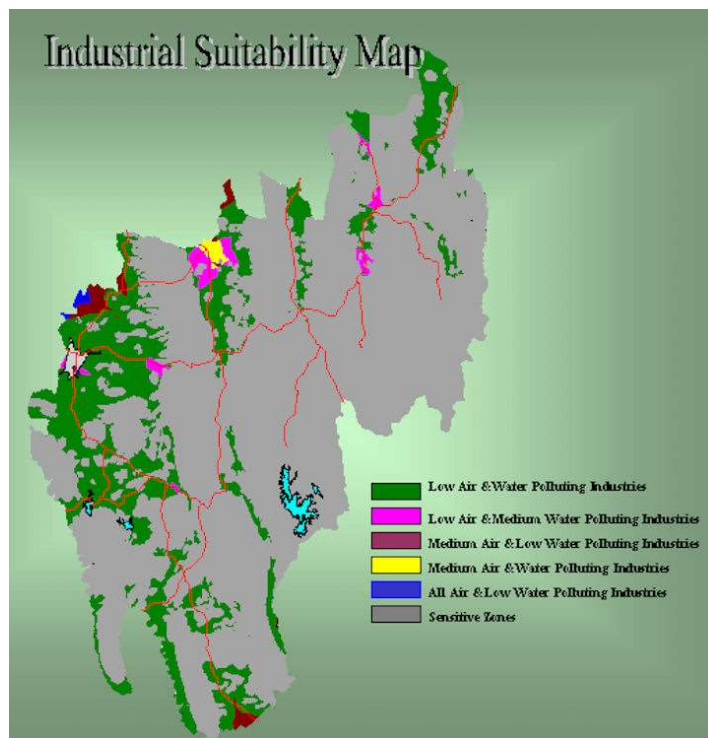 Industrial Suitability Map
Low Air & Water Polluting Industries
Low Air & Medium Water Polluting Industries
Medium Air & Low Water Polluting Industries
Medium Air & Water Polluting Industries
All Air & Low Water Polluting Industries
Sensitive Zones